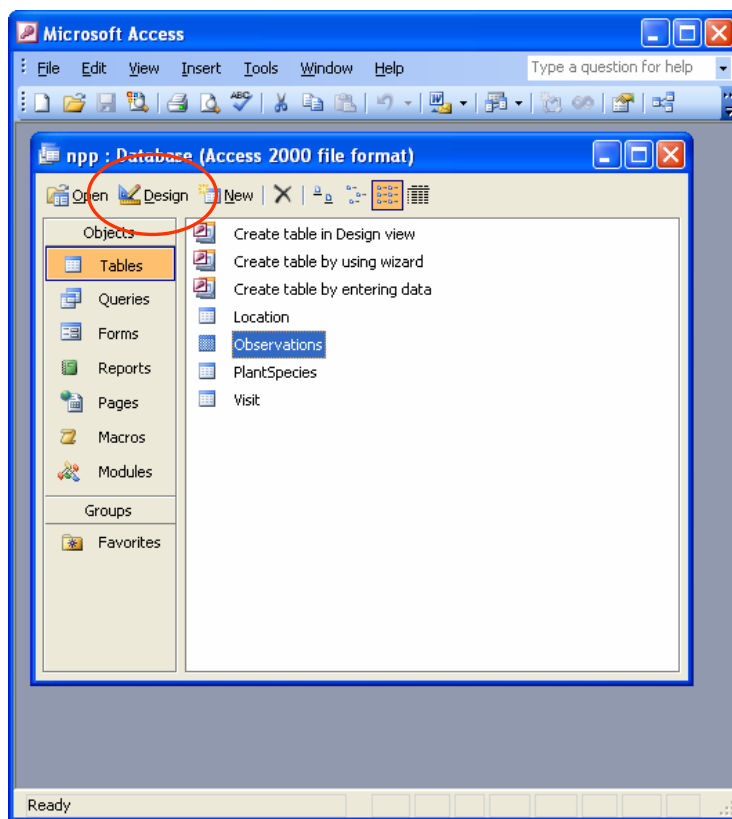 Microsoft Access
File Edit View Insert Tools Window Help Type a question for help
ABC
W
npp : Database (Access 2000 file format)
Open Design New
Objects
Tables
Queries
Forms
Reports
Pages
Macros
Modules
Groups
Favorites
Create table in Design view
Create table by using wizard
Create table by entering data
Location
Observations
PlantSpecies
Visit
Ready